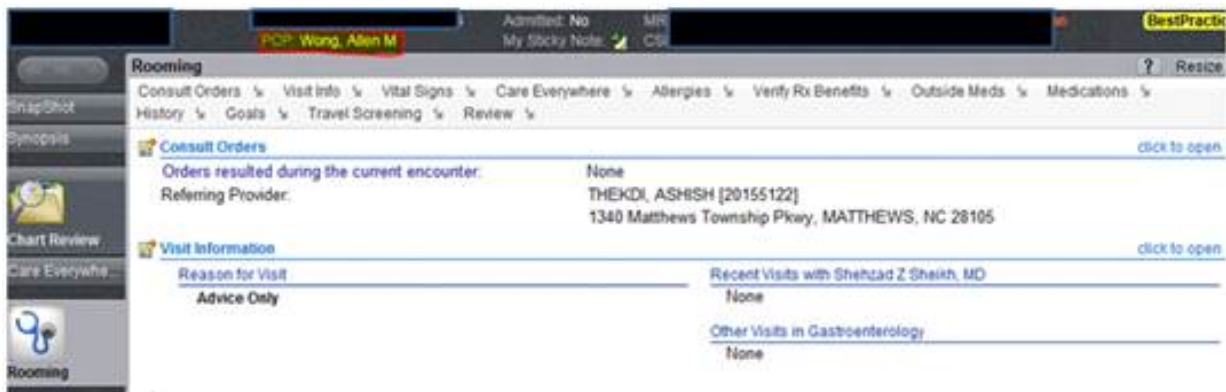 Admitted: No
BestPractic
PCP: Wong, Allen M
My Sticky Note:
Rooming
? Resize
SnapShot
Consult Orders Visit Info Vital Signs Care Everywhere Allergies Verify Rx Benefits Outside Meds Medications
History Goals Travel Screening Review
Synopsis
Consult Orders click to open
Orders resulted during the current encounter: None
Referring Provider: THEKDI, ASHISH [20155122]
1340 Matthews Township Pkwy, MATTHEWS, NC 28105
Chart Review
Visit Information click to open
Care Everywhe...
Reason for Visit Recent Visits with Shehzad Z Sheikh, MD
Advice Only None
Other Visits in Gastroenterology
None
Rooming